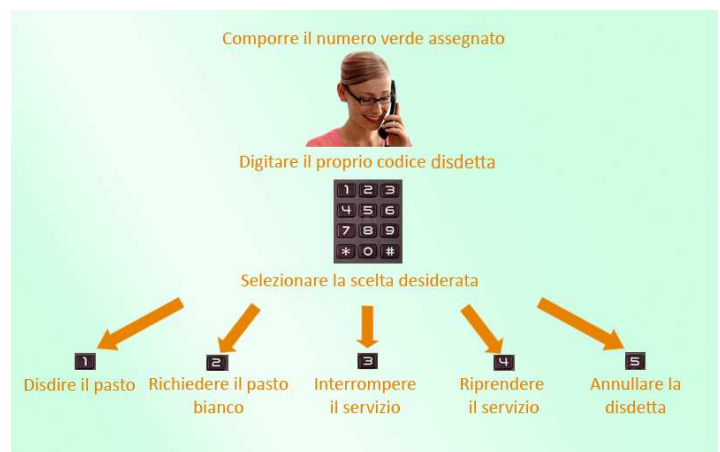 Comporre il numero verde assegnato
Digitare il proprio codice disdetta
1 2 3
4 5 6
7 8 9
* 0 #
Selezionare la scelta desiderata
1
Disdire il pasto
2
Richiedere il pasto
bianco
3
Interrompere
il servizio
4
Riprendere
il servizio
5
Annullare la
disdetta